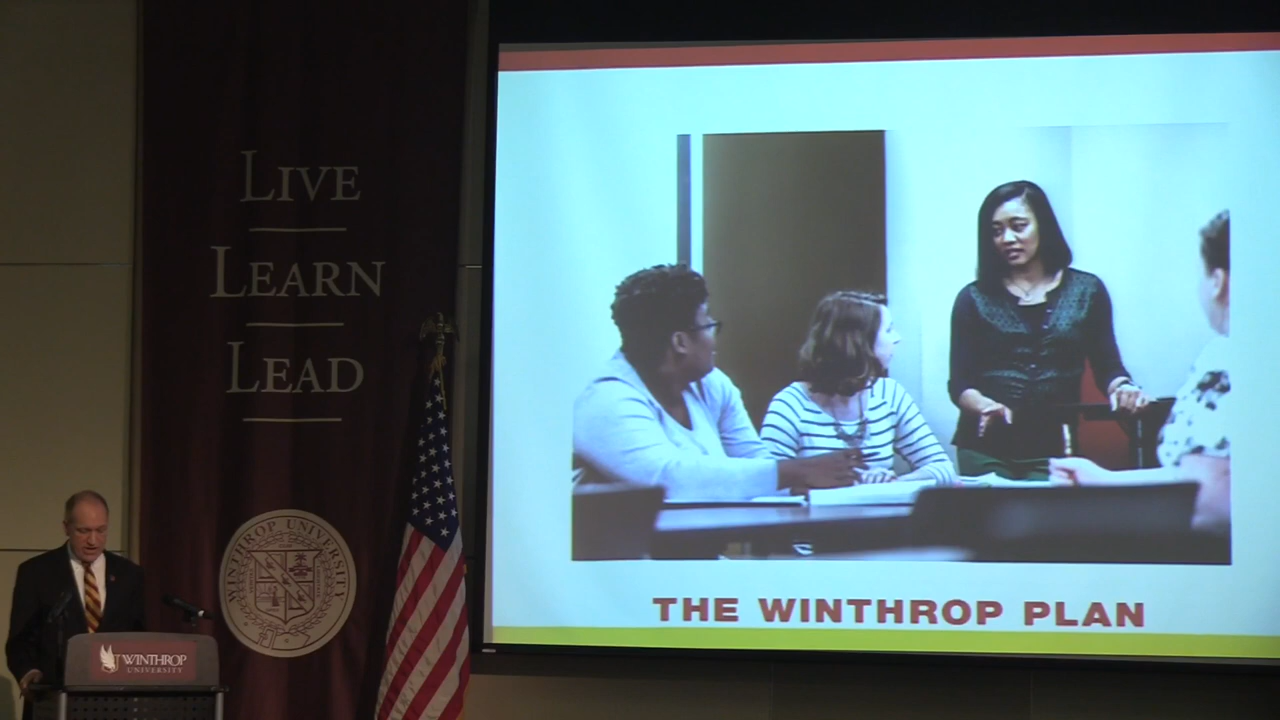 LIVE
LEARN
LEAD
WINTHROP UNIVERSITY
WINTHROP
UNIVERSITY
THE WINTHROP PLAN